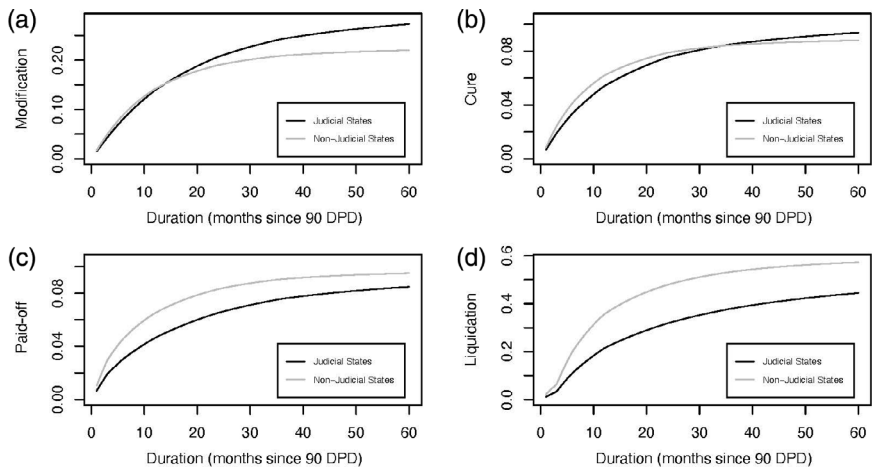 (a)
Modification
0.00 0.10 0.20
Judicial States
Non-Judicial States
0 10 20 30 40 50 60
Duration (months since 90 DPD)
(b)
Cure
0.00 0.04 0.08
Judicial States
Non-Judicial States
0 10 20 30 40 50 60
Duration (months since 90 DPD)
(c)
Paid-off
0.00 0.04 0.08
Judicial States
Non-Judicial States
0 10 20 30 40 50 60
Duration (months since 90 DPD)
(d)
Liquidation
0.0 0.2 0.4 0.6
Judicial States
Non-Judicial States
0 10 20 30 40 50 60
Duration (months since 90 DPD)